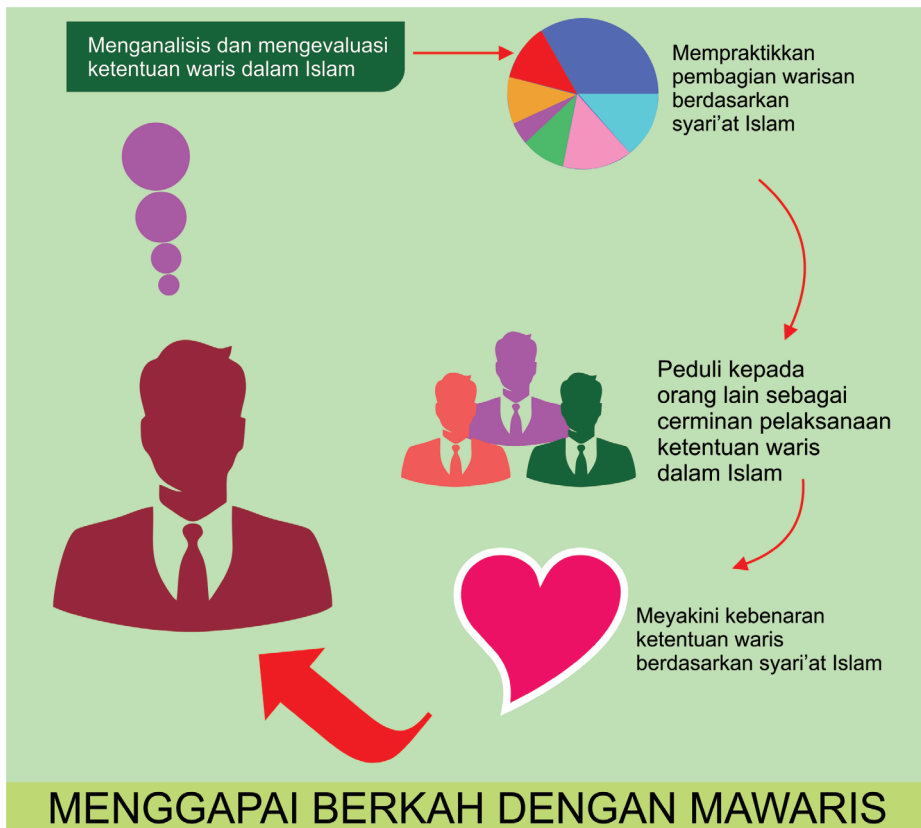 Menganalisis dan mengevaluasi
ketentuan waris dalam Islam
Mempraktikkan
pembagian warisan
berdasarkan
syari’at Islam
Peduli kepada
orang lain sebagai
cerminan pelaksanaan
ketentuan waris
dalam Islam
Meyakini kebenaran
ketentuan waris
berdasarkan syari’at Islam
MENGGAPAI BERKAH DENGAN MAWARIS